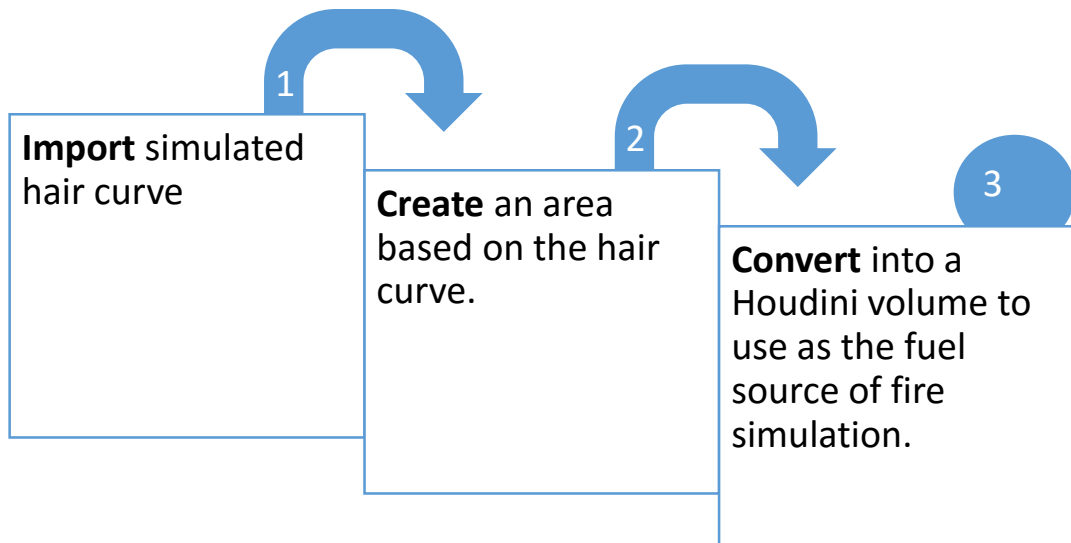 1
Import simulated
hair curve
2
Create an area
based on the hair
curve.
3
Convert into a
Houdini volume to
use as the fuel
source of fire
simulation.